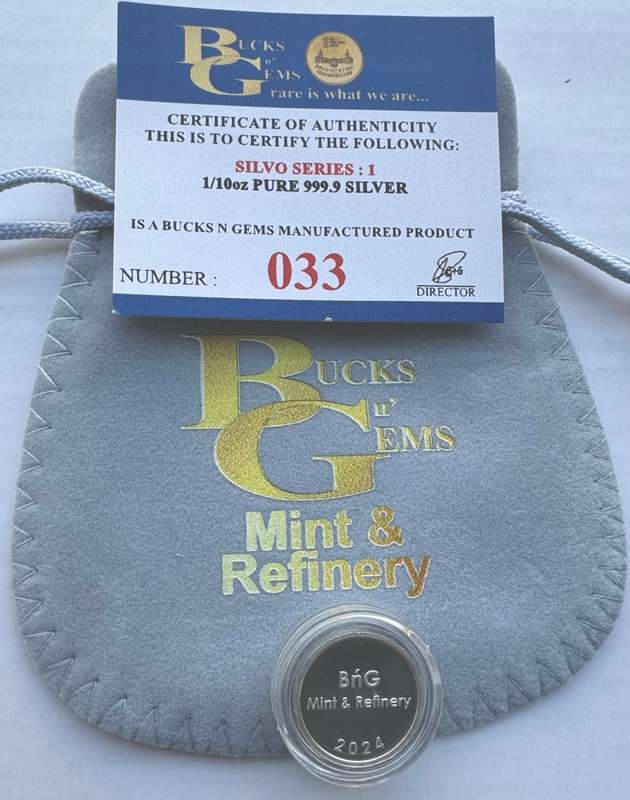 BUCKS
n'
GEMS
rare is what we are...
CERTIFICATE OF AUTHENTICITY
THIS IS TO CERTIFY THE FOLLOWING:
SILVO SERIES : 1
1/10oz PURE 999.9 SILVER
IS A BUCKS N GEMS MANUFACTURED PRODUCT
NUMBER : 033
DIRECTOR
BUCKS
n'
GEMS
Mint &
Refinery
BńG
Mint & Refinery
2024